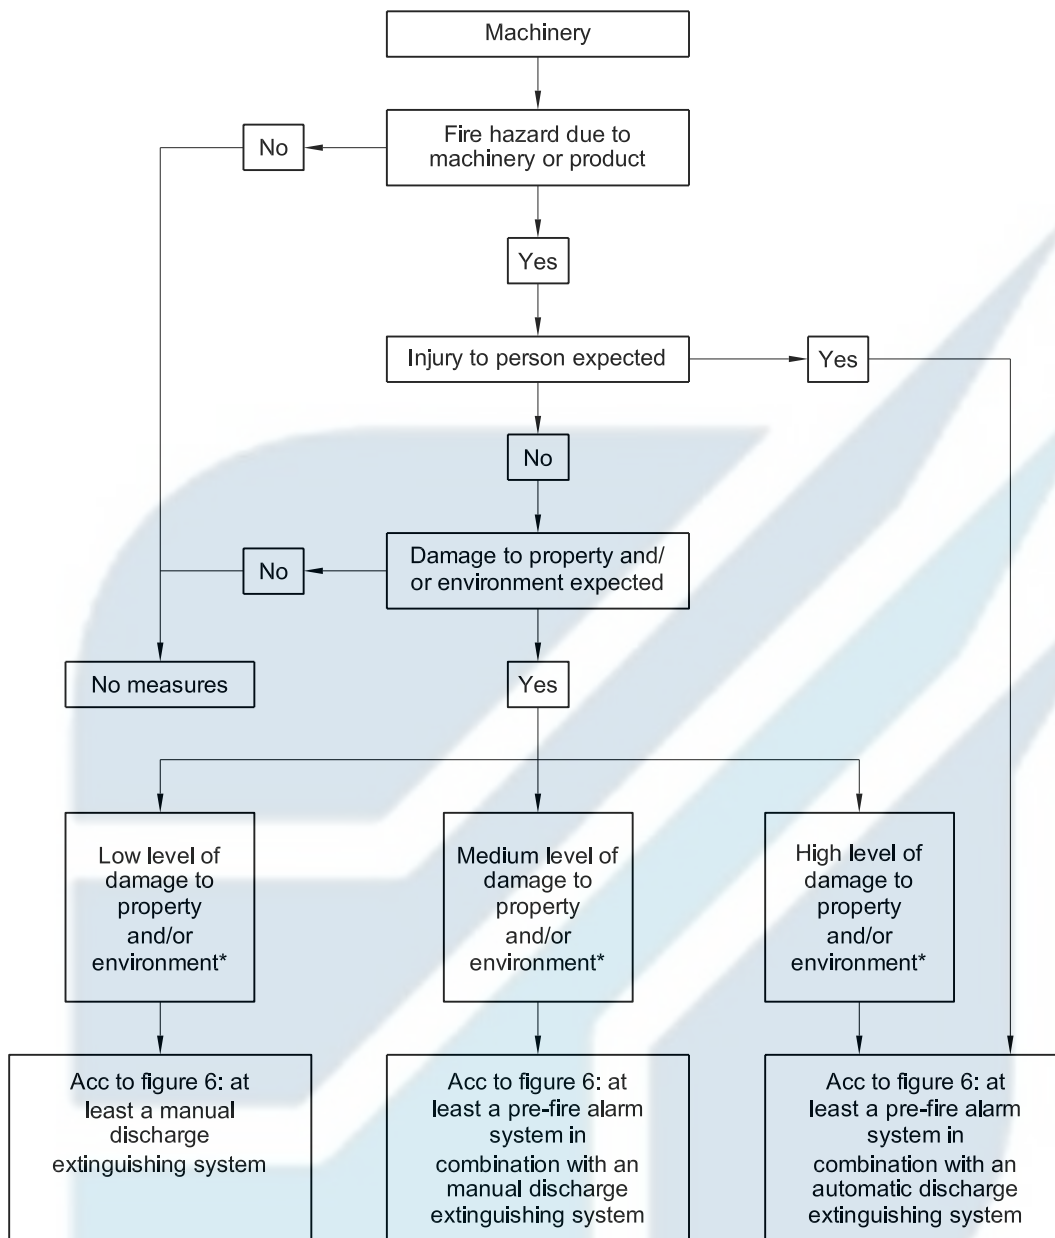 Machinery
Fire hazard due to
machinery or product
No
Yes
Injury to person expected
Yes
No
Damage to property and/
or environment expected
No
No measures
Yes
Low level of
damage to
property
and/or
environment*
Medium level of
damage to
property
and/or
environment*
High level of
damage to
property
and/or
environment*
Acc to figure 6: at
least a manual
discharge
extinguishing system
Acc to figure 6: at
least a pre-fire alarm
system in
combination with an
manual discharge
extinguishing system
Acc to figure 6: at
least a pre-fire alarm
system in
combination with an
automatic discharge
extinguishing system